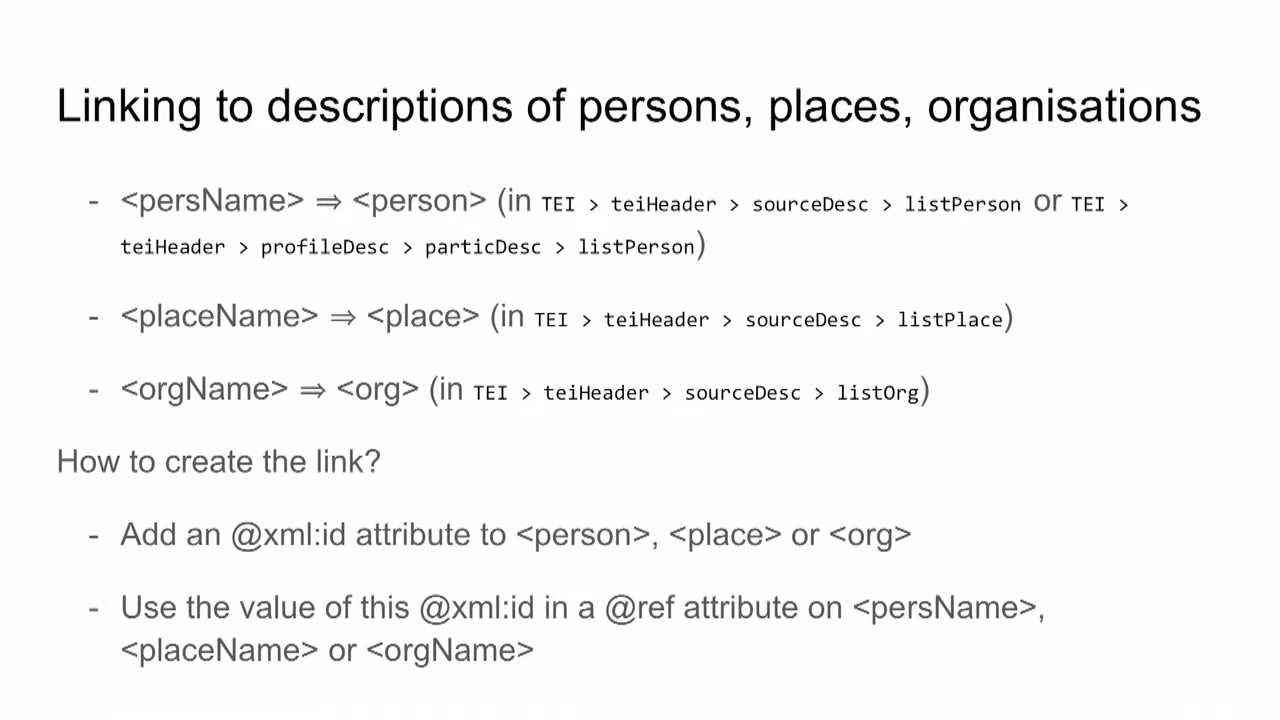 Linking to descriptions of persons, places, organisations
- <persName> ⇒ <person> (in TEI > teiHeader > sourceDesc > listPerson or TEI >
teiHeader > profileDesc > particDesc > listPerson)
- <placeName> ⇒ <place> (in TEI > teiHeader > sourceDesc > listPlace)
- <orgName> ⇒ <org> (in TEI > teiHeader > sourceDesc > listOrg)
How to create the link?
- Add an @xml:id attribute to <person>, <place> or <org>
- Use the value of this @xml:id in a @ref attribute on <persName>,
<placeName> or <orgName>